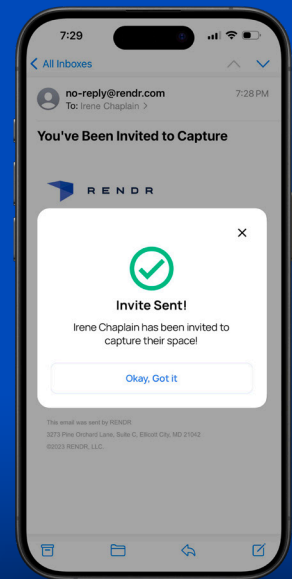 7:29
All Inboxes
no-reply@rendr.com 7:28 PM
To: Irene Chaplain >
You've Been Invited to Capture
RENDR
Invite Sent!
Irene Chaplain has been invited to
capture their space!
Okay, Got it
This email was sent by RENDR
3273 Pine Orchard Lane, Suite C, Ellicott City, MD 21042
©2023 RENDR, LLC.